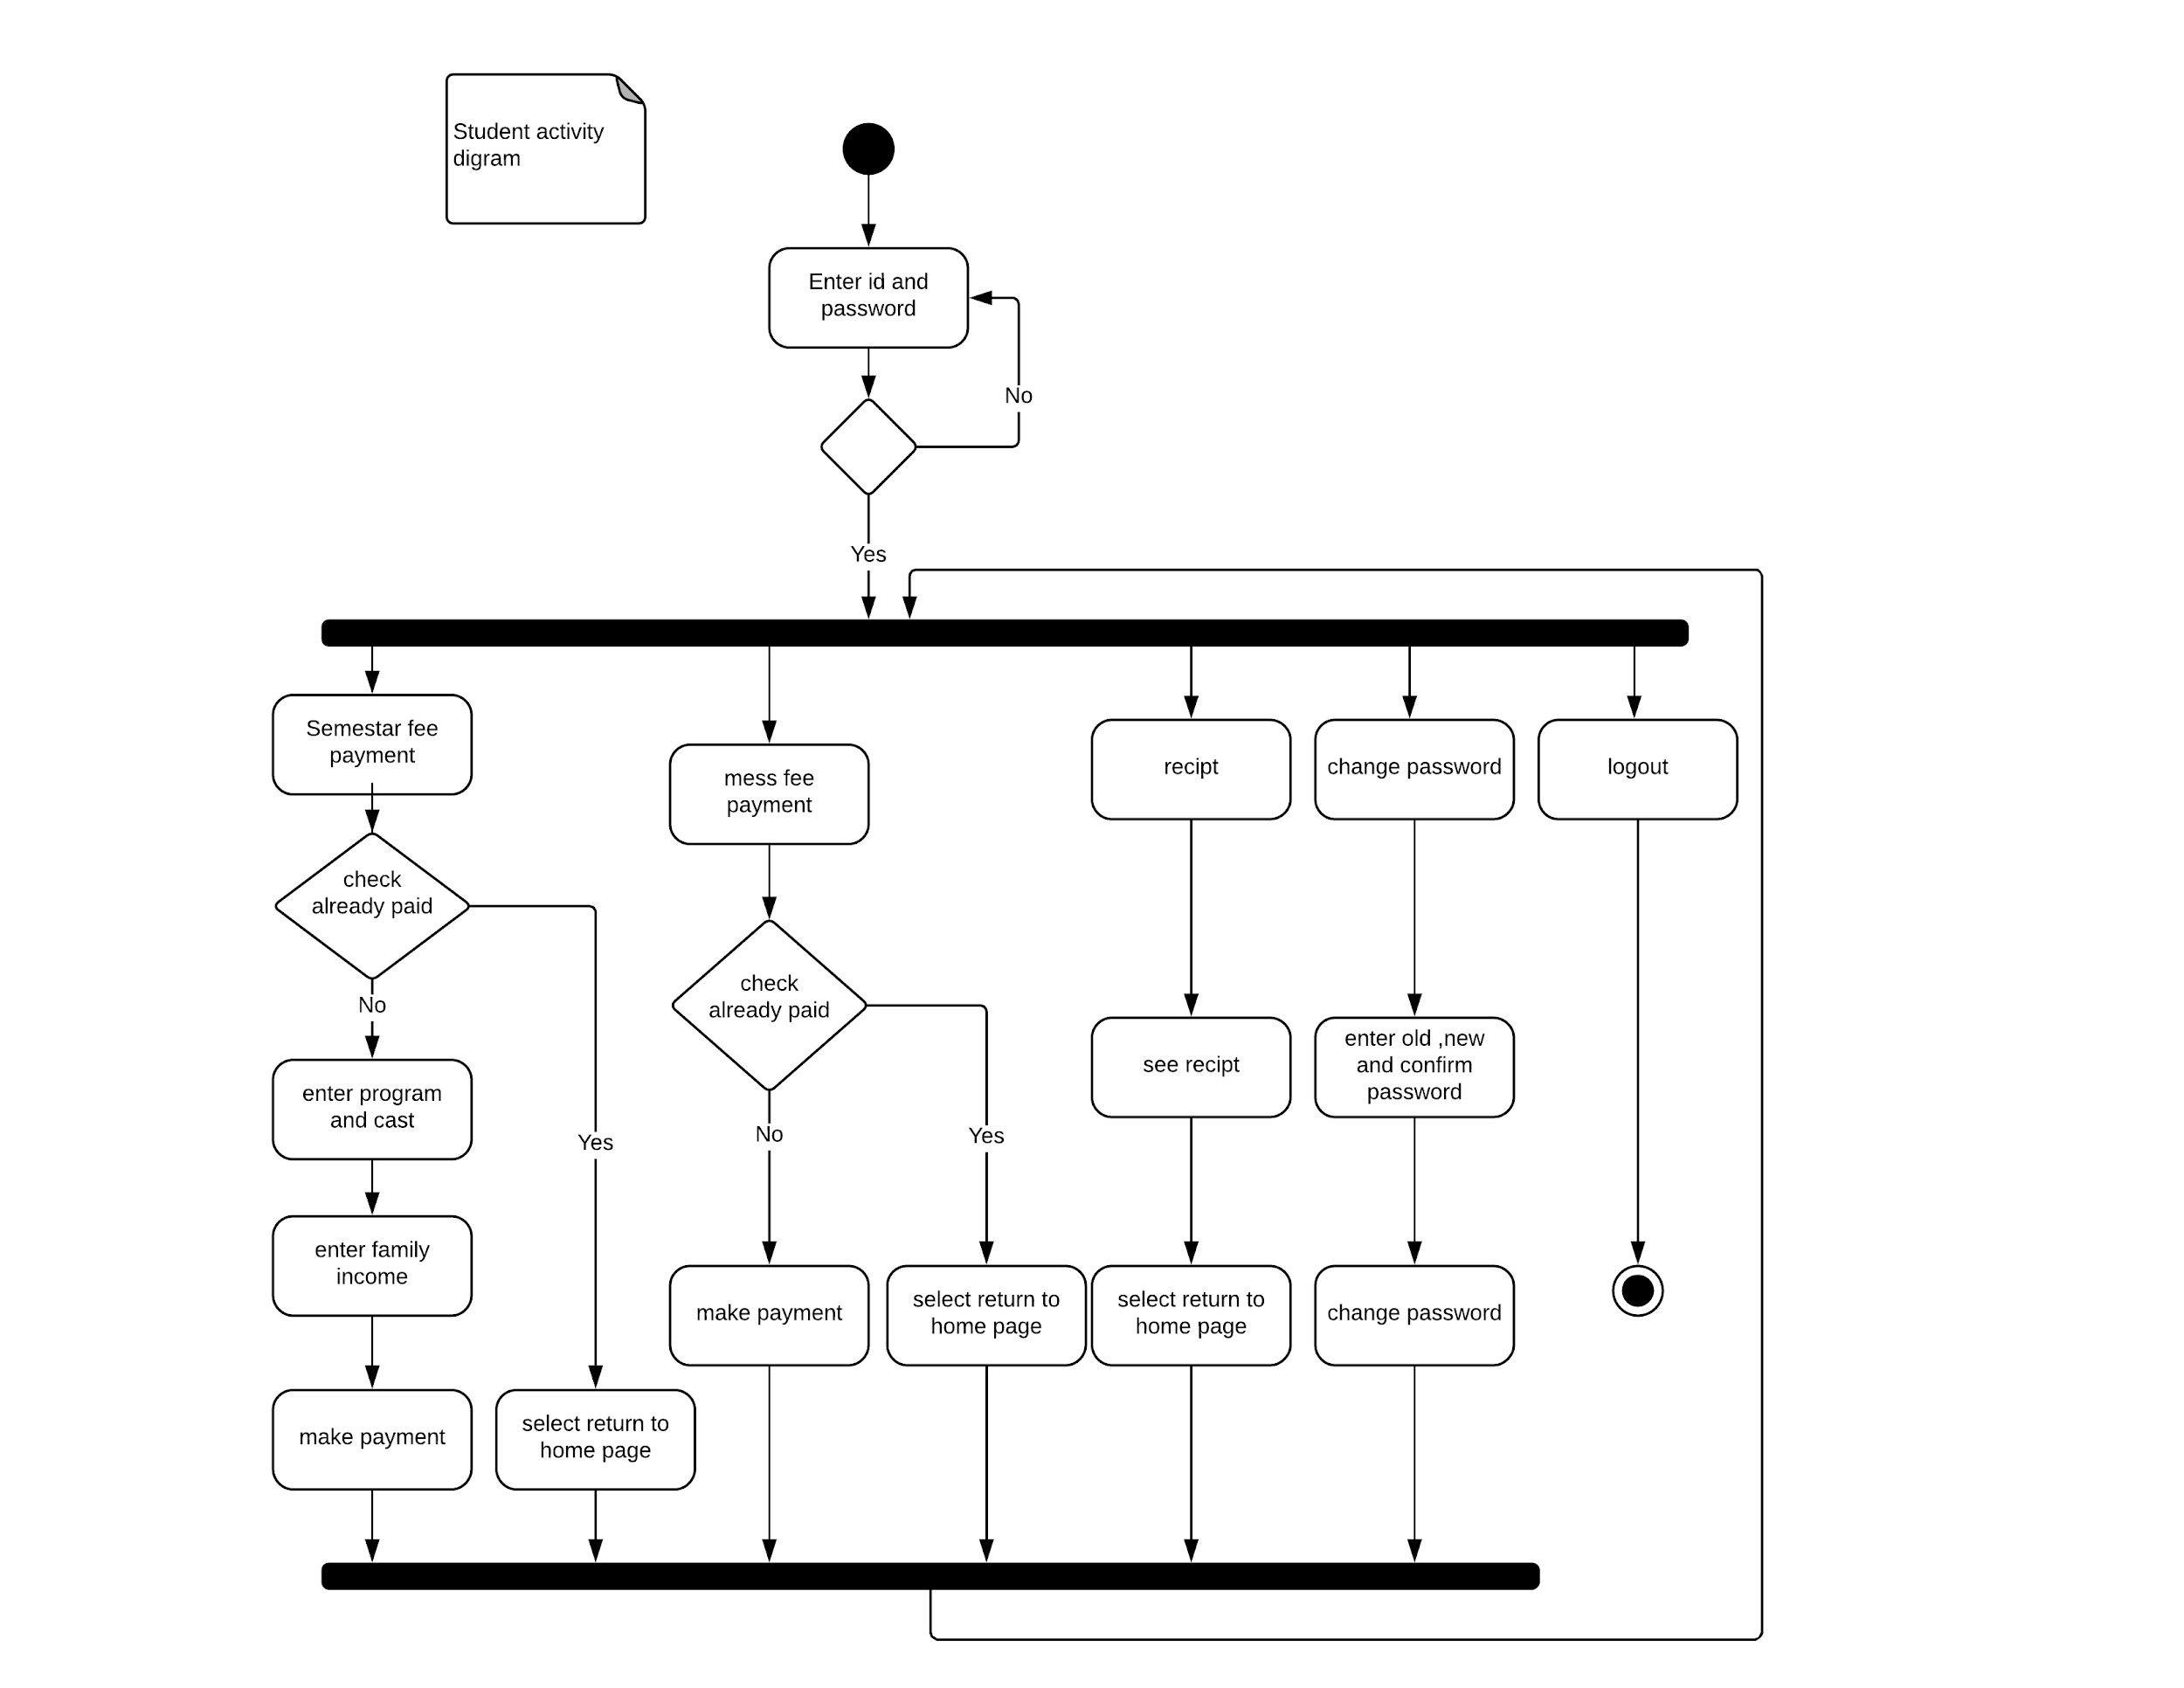 Student activity
digram
Enter id and
password
No
Yes
Semestar fee
payment
mess fee
payment
recipt
change password
logout
check
already paid
check
already paid
No
enter program
and cast
Yes
No
Yes
see recipt
enter old ,new
and confirm
password
enter family
income
make payment
select return to
home page
select return to
home page
change password
make payment
select return to
home page